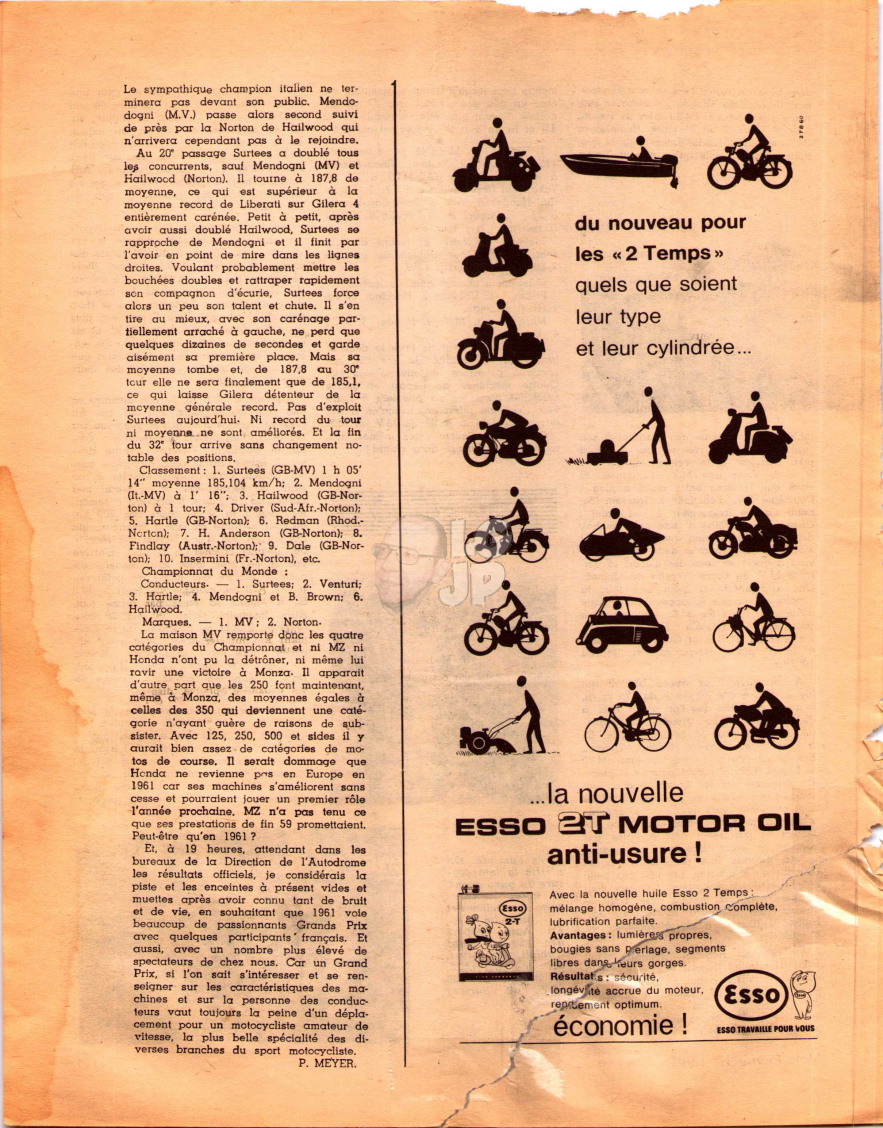 Le sympathique champion italien ne ter-
minera pas devant son public. Mendo-
dogni (M.V.) passe alors second suivi
de près par la Norton de Hailwood qui
n'arrivera cependant pas à le rejoindre.
Au 20e passage Surtees a doublé tous
les concurrents, sauf Mendogni (MV) et
Hailwood (Norton). Il tourne à 187,8 de
moyenne, ce qui est supérieur à la
moyenne record de Liberati sur Gilera 4
entièrement carénée. Petit à petit, après
avoir aussi doublé Hailwood, Surtees se
rapproche de Mendogni et il finit par
l'avoir en point de mire dans les lignes
droites. Voulant probablement mettre les
bouchées doubles et rattraper rapidement
son compagnon d'écurie, Surtees force
alors un peu son talent et chute. Il s'en
tire au mieux, avec son carénage par-
tiellement arraché à gauche, ne perd que
quelques dizaines de secondes et garde
aisément sa première place. Mais sa
moyenne tombe et, de 187,8 au 30e
tour elle ne sera finalement que de 185,1,
ce qui laisse Gilera détenteur de la
moyenne générale record. Pas d'exploit
Surtees aujourd'hui. Ni record du tour
ni moyenne ne sont améliorés. Et la fin
du 32e tour arrive sans changement no-
table des positions.
Classement : 1. Surtees (GB-MV) 1 h 05'
14" moyenne 185,104 km/h; 2. Mendogni
(It.-MV) à 1' 16"; 3. Hailwood (GB-Nor-
ton) à 1 tour; 4. Driver (Sud-Afr.-Norton);
5. Hartle (GB-Norton); 6. Redman (Rhod.-
Norton); 7. H. Anderson (GB-Norton); 8.
Findlay (Austr.-Norton); 9. Dale (GB-Nor-
ton); 10. Insermini (Fr.-Norton), etc.
Championnat du Monde :
Conducteurs. — 1. Surtees; 2. Venturi;
3. Hartle; 4. Mendogni et B. Brown; 6.
Hailwood.
Marques. — 1. MV; 2. Norton.
La maison MV remporte donc les quatre
catégories du Championnat et ni MZ ni
Honda n'ont pu la détrôner, ni même lui
ravir une victoire à Monza. Il apparait
d'autre part que les 250 font maintenant,
même à Monza, des moyennes égales à
celles des 350 qui deviennent une caté-
gorie n'ayant guère de raisons de sub-
sister. Avec 125, 250, 500 et sides il y
aurait bien assez de catégories de mo-
tos de course. Il serait dommage que
Honda ne revienne pas en Europe en
1961 car ses machines s'améliorent sans
cesse et pourraient jouer un premier rôle
l'année prochaine. MZ n'a pas tenu ce
que ses prestations de fin 59 promettaient.
Peut-être qu'en 1961 ?
Et, à 19 heures, attendant dans les
bureaux de la Direction de l'Autodrome
les résultats officiels, je considérais la
piste et les enceintes à présent vides et
muettes après avoir connu tant de bruit
et de vie, en souhaitant que 1961 voie
beaucoup de passionnants Grands Prix
avec quelques participants français. Et
aussi, avec un nombre plus élevé de
spectateurs de chez nous. Car un Grand
Prix, si l'on sait s'intéresser et se ren-
seigner sur les caractéristiques des ma-
chines et sur la personne des conduc-
teurs vaut toujours la peine d'un dépla-
cement pour un motocycliste amateur de
vitesse, la plus belle spécialité des di-
verses branches du sport motocycliste.
P. MEYER.
du nouveau pour
les «2 Temps»
quels que soient
leur type
et leur cylindrée...
...la nouvelle
ESSO 2T MOTOR OIL
anti-usure !
Avec la nouvelle huile Esso 2 Temps :
mélange homogène, combustion complète,
lubrification parfaite.
Avantages : lumières propres,
bougies sans perlage, segments
libres dans leurs gorges.
Résultats : sécurité,
longévité accrue du moteur,
rendement optimum.
économie !
Esso
2-T
Esso
ESSO TRAVAILLE POUR VOUS
JP